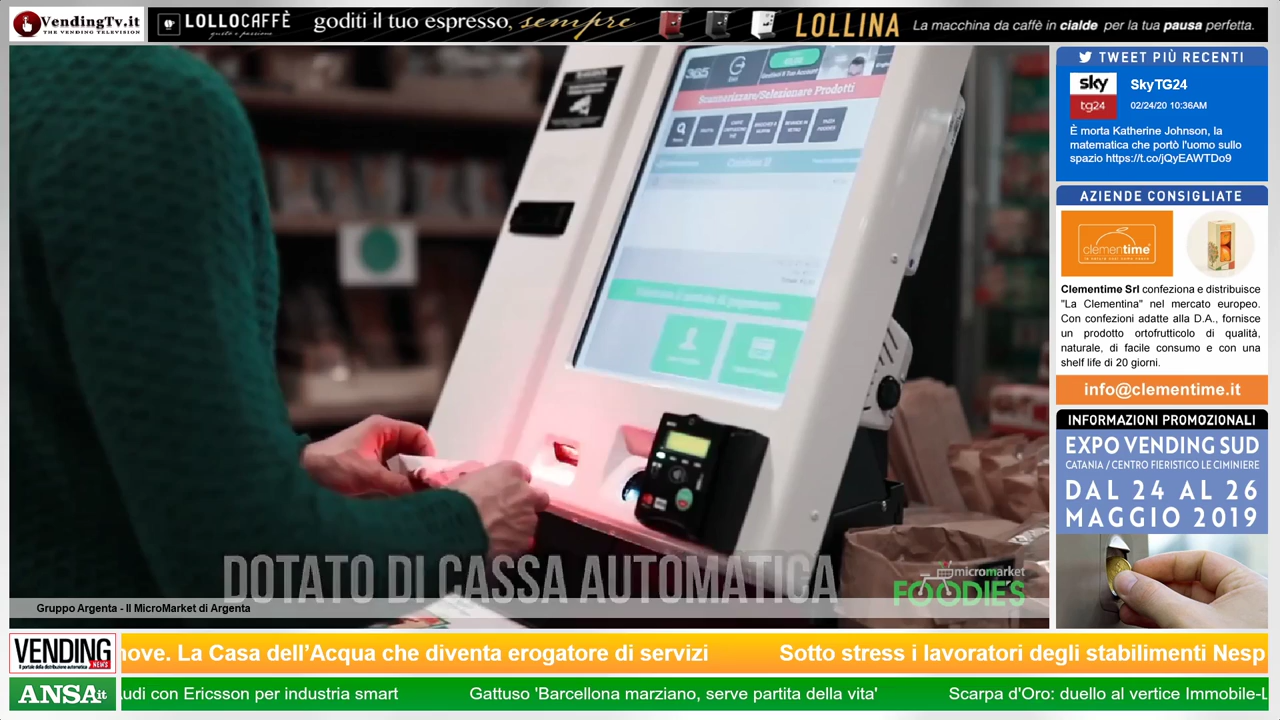 VendingTv.it
THE VENDING TELEVISION
LOLLOCAFFÈ
gusto e passione
goditi il tuo espresso, sempre
LOLLINA
La macchina da caffè in cialde per la tua pausa perfetta.
365
Scannerizzare/Selezionare Prodotti
DOTATO DI CASSA AUTOMATICA
micromarket
FOODIES
Gruppo Argenta - Il MicroMarket di Argenta
TWEET PIÙ RECENTI
sky
tg24
SkyTG24
02/24/20 10:36AM
È morta Katherine Johnson, la
matematica che portò l'uomo sullo
spazio https://t.co/jQyEAWTDo9
AZIENDE CONSIGLIATE
clementime
Clementime Srl confeziona e distribuisce
"La Clementina" nel mercato europeo.
Con confezioni adatte alla D.A., fornisce
un prodotto ortofrutticolo di qualità,
naturale, di facile consumo e con una
shelf life di 20 giorni.
info@clementime.it
INFORMAZIONI PROMOZIONALI
EXPO VENDING SUD
CATANIA / CENTRO FIERISTICO LE CIMINIERE
DAL 24 AL 26
MAGGIO 2019
VENDING
NEWS
Il portale della distribuzione automatica
nove. La Casa dell'Acqua che diventa erogatore di servizi
Sotto stress i lavoratori degli stabilimenti Nesp
ANSA.it
udi con Ericsson per industria smart
Gattuso 'Barcellona marziano, serve partita della vita'
Scarpa d'Oro: duello al vertice Immobile-L